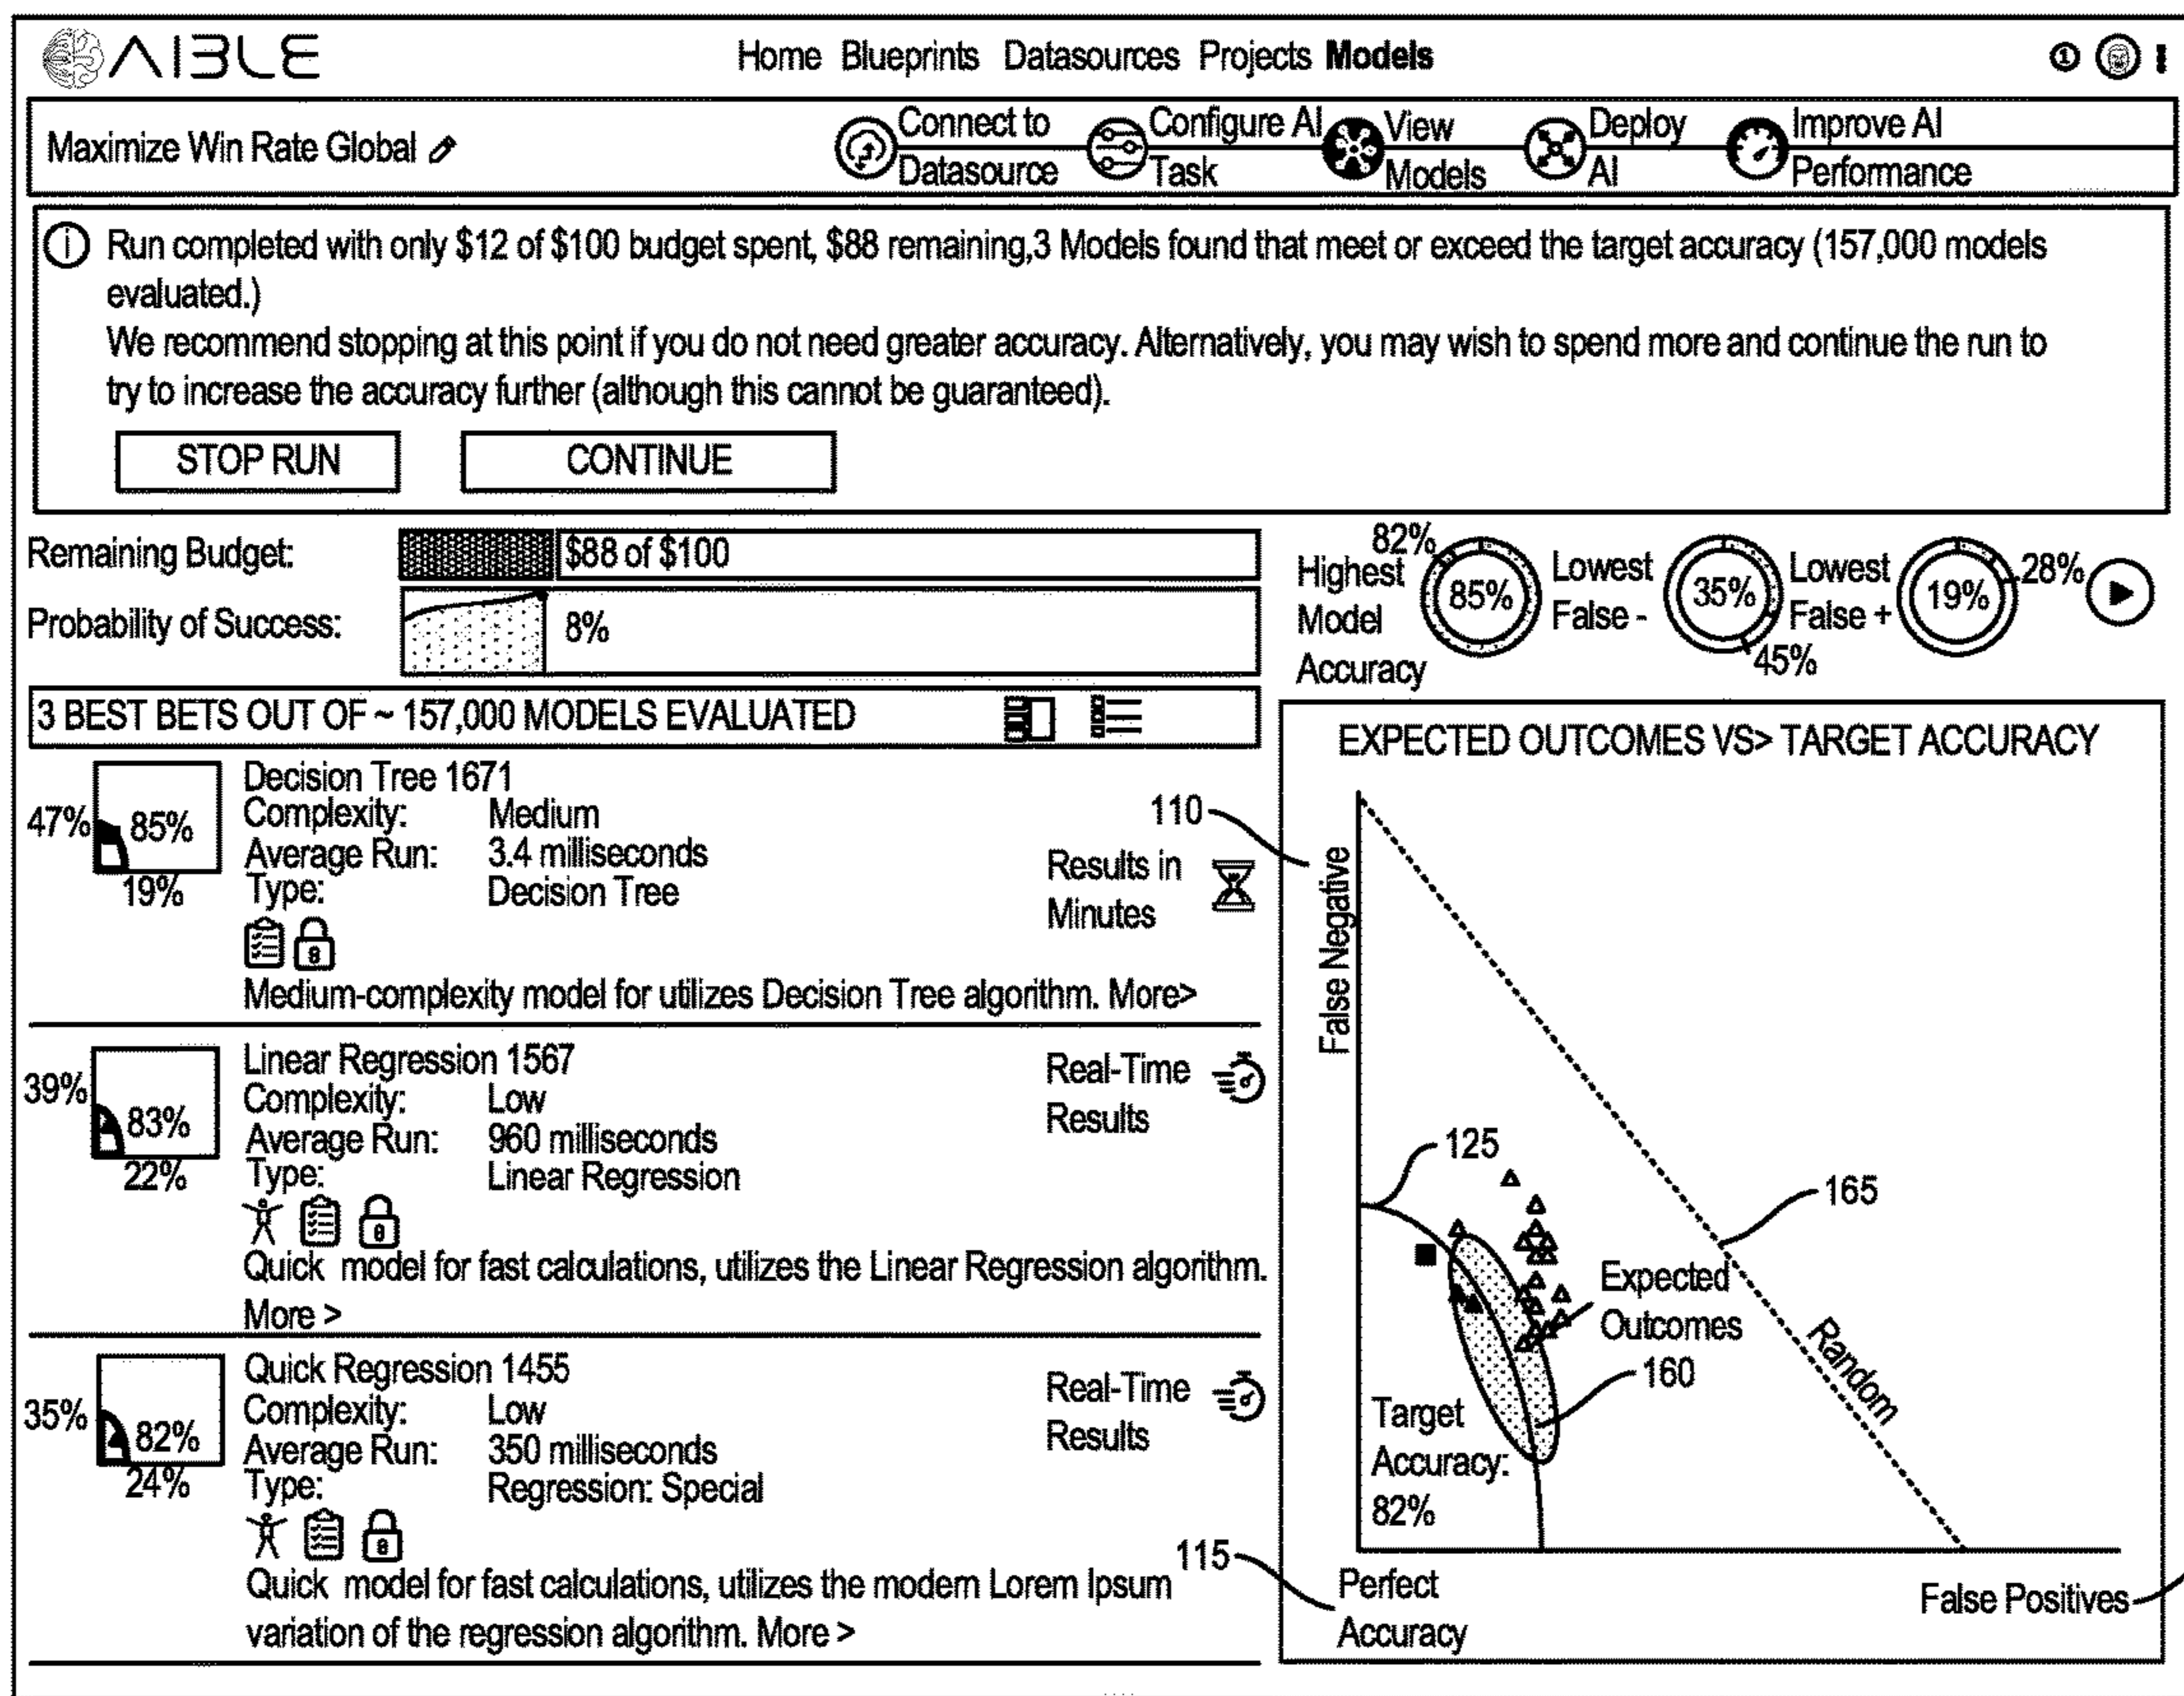 AIBLE
Home Blueprints Datasources Projects Models
1
Maximize Win Rate Global
Connect to
Datasource
Configure AI
Task
View
Models
Deploy
AI
Improve AI
Performance
Run completed with only $12 of $100 budget spent, $88 remaining,3 Models found that meet or exceed the target accuracy (157,000 models
evaluated.)
We recommend stopping at this point if you do not need greater accuracy. Alternatively, you may wish to spend more and continue the run to
try to increase the accuracy further (although this cannot be guaranteed).
STOP RUN
CONTINUE
Remaining Budget:
$88 of $100
Probability of Success:
8%
82%
Highest
Model
Accuracy
85%
Lowest
False -
35%
45%
Lowest
False +
19%
28%
3 BEST BETS OUT OF ~ 157,000 MODELS EVALUATED
47%
85%
19%
Decision Tree 1671
Complexity: Medium
Average Run: 3.4 milliseconds
Type: Decision Tree
Results in
Minutes
Medium-complexity model for utilizes Decision Tree algorithm. More>
39%
83%
22%
Linear Regression 1567
Complexity: Low
Average Run: 960 milliseconds
Type: Linear Regression
Real-Time
Results
Quick model for fast calculations, utilizes the Linear Regression algorithm.
More >
35%
82%
24%
Quick Regression 1455
Complexity: Low
Average Run: 350 milliseconds
Type: Regression: Special
Real-Time
Results
Quick model for fast calculations, utilizes the modem Lorem Ipsum
variation of the regression algorithm. More >
EXPECTED OUTCOMES VS> TARGET ACCURACY
110
False Negative
125
165
Expected
Outcomes
160
Random
Target
Accuracy:
82%
115
Perfect
Accuracy
False Positives